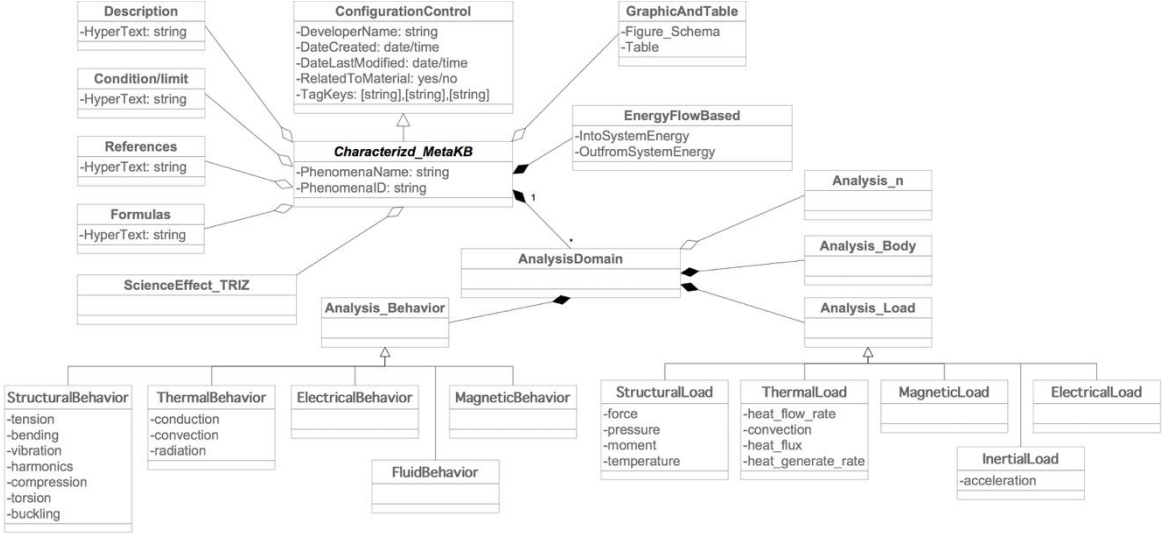 Description
-HyperText: string
ConfigurationControl
-DeveloperName: string
-DateCreated: date/time
-DateLastModified: date/time
-RelatedToMaterial: yes/no
-TagKeys: [string],[string],[string]
GraphicAndTable
-Figure_Schema
-Table
Condition/limit
-HyperText: string
EnergyFlowBased
-IntoSystemEnergy
-OutfromSystemEnergy
References
-HyperText: string
Characterizd_MetaKB
-PhenomenaName: string
-PhenomenaID: string
1
*
Formulas
-HyperText: string
Analysis_n
ScienceEffect_TRIZ
AnalysisDomain
Analysis_Body
Analysis_Behavior
Analysis_Load
StructuralBehavior
-tension
-bending
-vibration
-harmonics
-compression
-torsion
-buckling
ThermalBehavior
-conduction
-convection
-radiation
ElectricalBehavior
MagneticBehavior
FluidBehavior
StructuralLoad
-force
-pressure
-moment
-temperature
ThermalLoad
-heat_flow_rate
-convection
-heat_flux
-heat_generate_rate
MagneticLoad
ElectricalLoad
InertialLoad
-acceleration